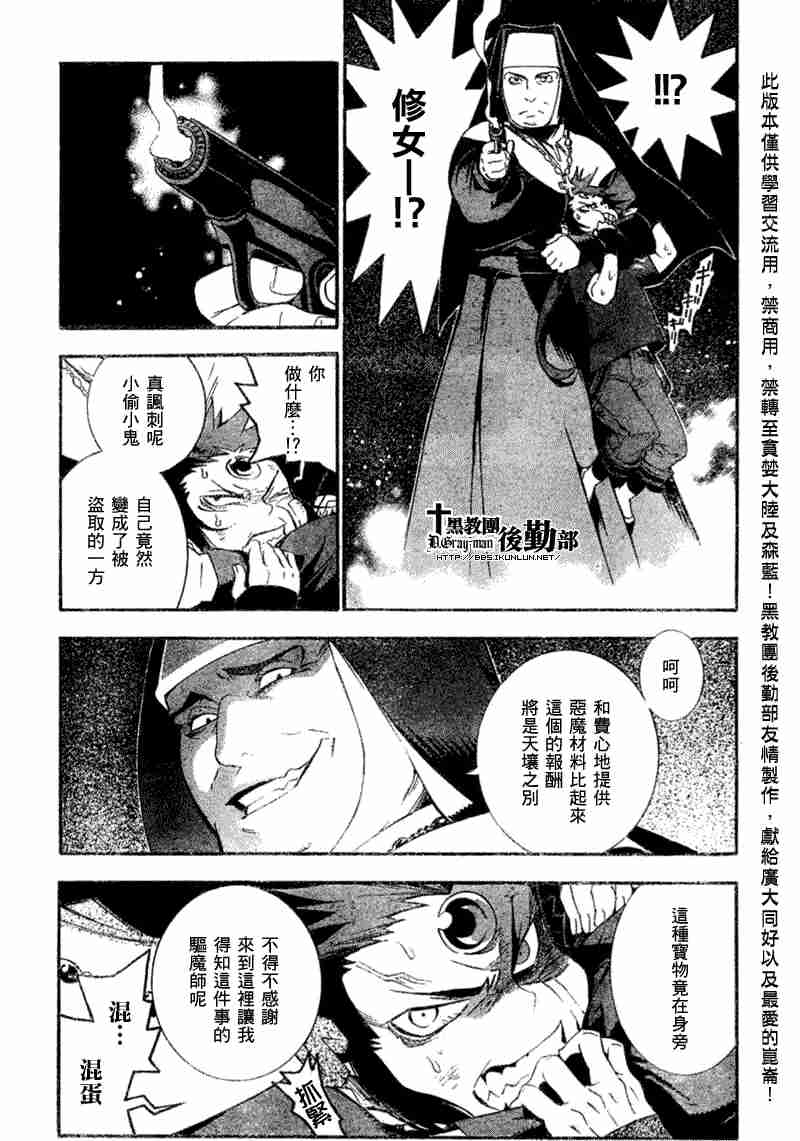 !!?
修女—!?
ギギ—
你
做什麼…!?
真諷刺呢
小偷小鬼
自己竟然
變成了被
盜取的一方
黑教團
D.Gray-man
後勤部
HTTP://BBS.IKUNLUN.NET/
呵呵
和費心地提供
惡魔材料比起來
這個的報酬
將是天壤之別
這種寶物竟在身旁
不得不感謝
來到這裡讓我
得知這件事的
驅魔師呢
抓緊
混…
混蛋
此版本僅供學習交流用，禁商用，禁轉至貪婪大陸及森藍！黑教團後勤部友情製作，獻給廣大同好以及最愛的崑崙！